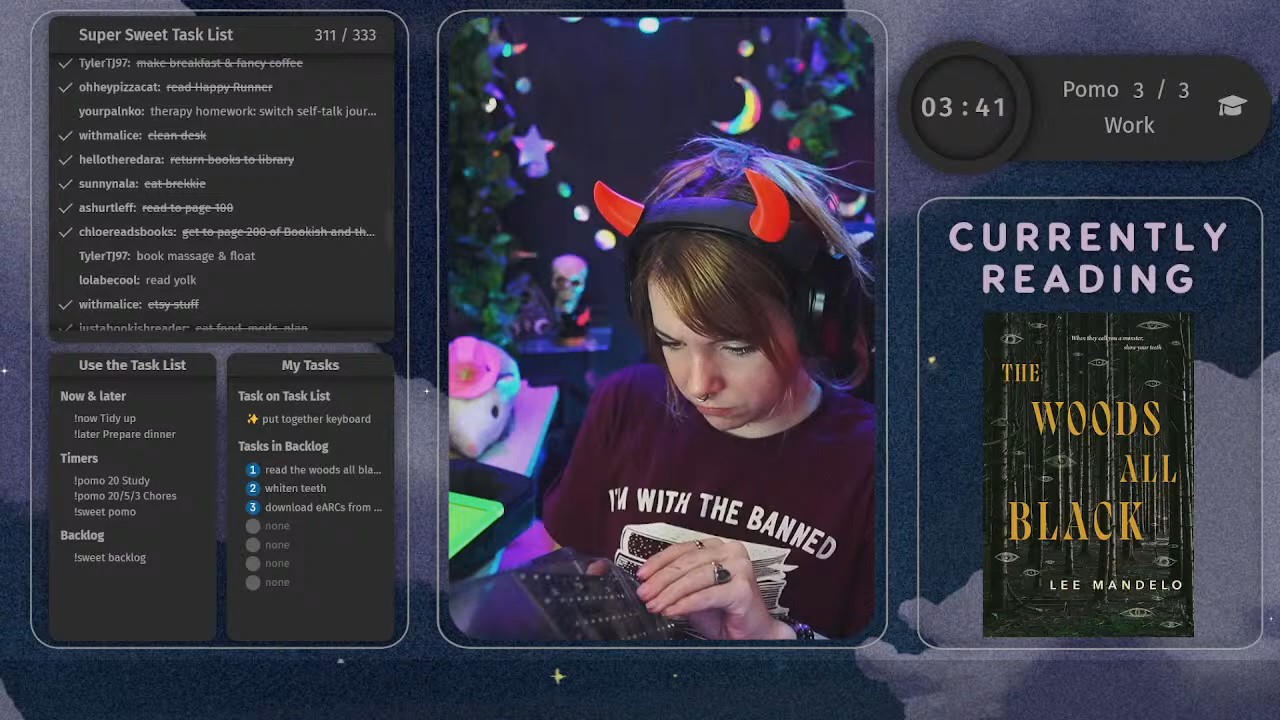 Super Sweet Task List 311 / 333
TylerTJ97: make breakfast & fancy coffee
ohheypizzacat: read Happy Runner
yourpalnko: therapy homework: switch self-talk jour...
withmalice: clean desk
hellotheredara: return books to library
sunnynala: eat brekkie
ashurtleff: read to page 100
chloereadsbooks: get to page 200 of Bookish and th...
TylerTJ97: book massage & float
lolabecool: read yolk
withmalice: etsy stuff
justabookishreader: eat food, meds, plan
Use the Task List
Now & later
!now Tidy up
!later Prepare dinner
Timers
!pomo 20 Study
!pomo 20/5/3 Chores
!sweet pomo
Backlog
!sweet backlog
My Tasks
Task on Task List
✨ put together keyboard
Tasks in Backlog
1 read the woods all bla...
2 whiten teeth
3 download eARCs from ...
none
none
none
none
I'M WITH THE BANNED
03:41
Pomo 3 / 3
Work
CURRENTLY
READING
When they call you a monster,
show your teeth
THE
WOODS
ALL
BLACK
LEE MANDELO